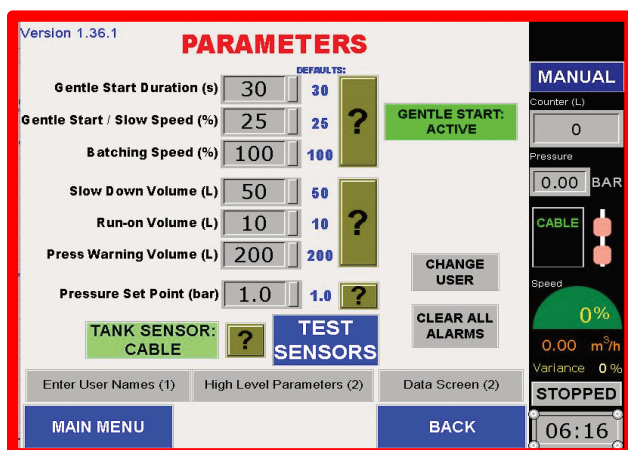 Version 1.36.1
PARAMETERS
DEFAULTS:
Gentle Start Duration (s) 30 30
Gentle Start / Slow Speed (%) 25 25 ?
Batching Speed (%) 100 100
GENTLE START:
ACTIVE
Slow Down Volume (L) 50 50
Run-on Volume (L) 10 10 ?
Press Warning Volume (L) 200 200
Pressure Set Point (bar) 1.0 1.0 ?
CHANGE
USER
TANK SENSOR:
CABLE
?
TEST
SENSORS
CLEAR ALL
ALARMS
Enter User Names (1) High Level Parameters (2) Data Screen (2)
MAIN MENU BACK
MANUAL
Counter (L)
0
Pressure
0.00 BAR
CABLE
Speed
0%
0.00 m³/h
Variance 0 %
STOPPED
06:16